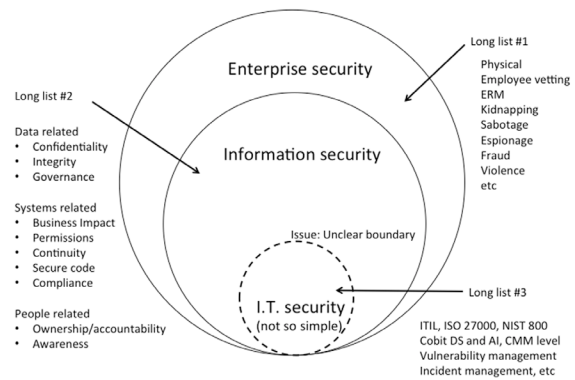 Long list #1
Enterprise security
Physical
Employee vetting
ERM
Kidnapping
Sabotage
Espionage
Fraud
Violence
etc
Long list #2
Data related
• Confidentiality
• Integrity
• Governance
Systems related
• Business Impact
• Permissions
• Continuity
• Secure code
• Compliance
People related
• Ownership/accountability
• Awareness
Information security
Issue: Unclear boundary
I.T. security
(not so simple)
Long list #3
ITIL, ISO 27000, NIST 800
Cobit DS and AI, CMM level
Vulnerability management
Incident management, etc